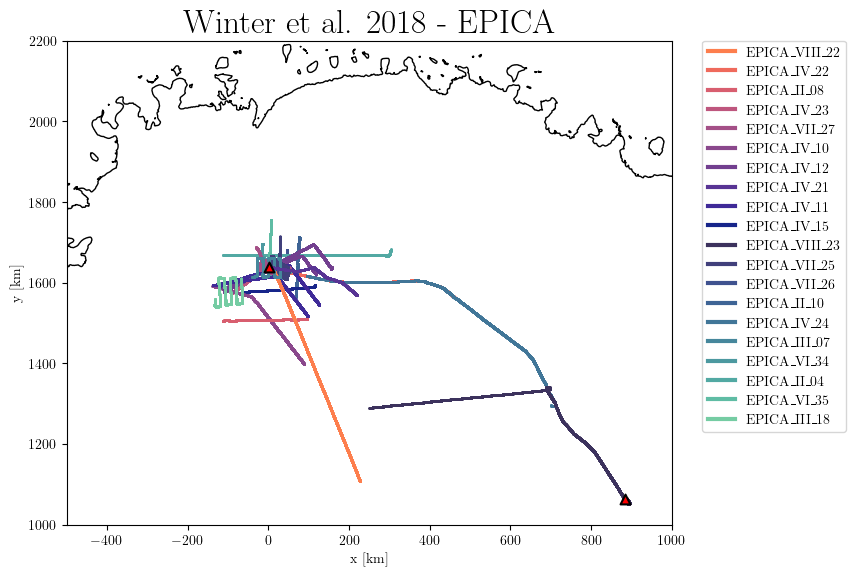 Winter et al. 2018 - EPICA
2200
2000
1800
1600
1400
1200
1000
y [km]
−400
−200
0
200
400
600
800
1000
x [km]
EPICA_VIII_22
EPICA_IV_22
EPICA_II_08
EPICA_IV_23
EPICA_VII_27
EPICA_IV_10
EPICA_IV_12
EPICA_IV_21
EPICA_IV_11
EPICA_IV_15
EPICA_VIII_23
EPICA_VII_25
EPICA_VII_26
EPICA_II_10
EPICA_IV_24
EPICA_III_07
EPICA_VI_34
EPICA_II_04
EPICA_VI_35
EPICA_III_18